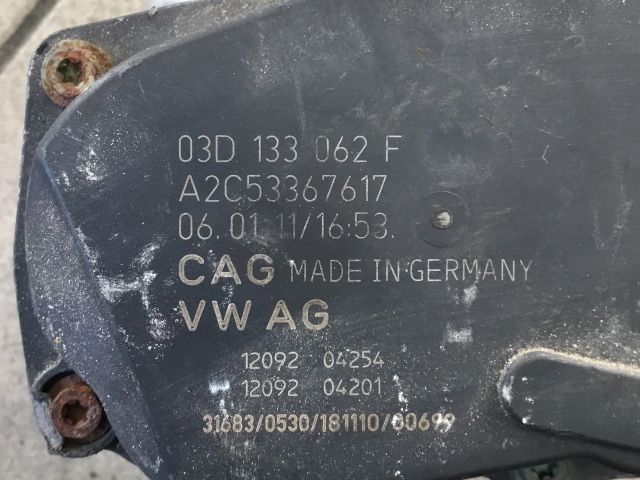 03D 133 062 F
A2C53367617
06.01.11/16:53.
CAG MADE IN GERMANY
VW AG
12092 04254
12092 04201
31683/0530/181110/00699